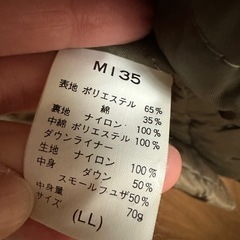 M135
表地 ポリエステル 65%
綿 35%
裏地 ナイロン 100%
中綿 ポリエステル 100%
ダウンライナー
生地 ナイロン 100%
中身 ダウン 50%
スモールフェザ 50%
中身量 70g
サイズ
(LL)